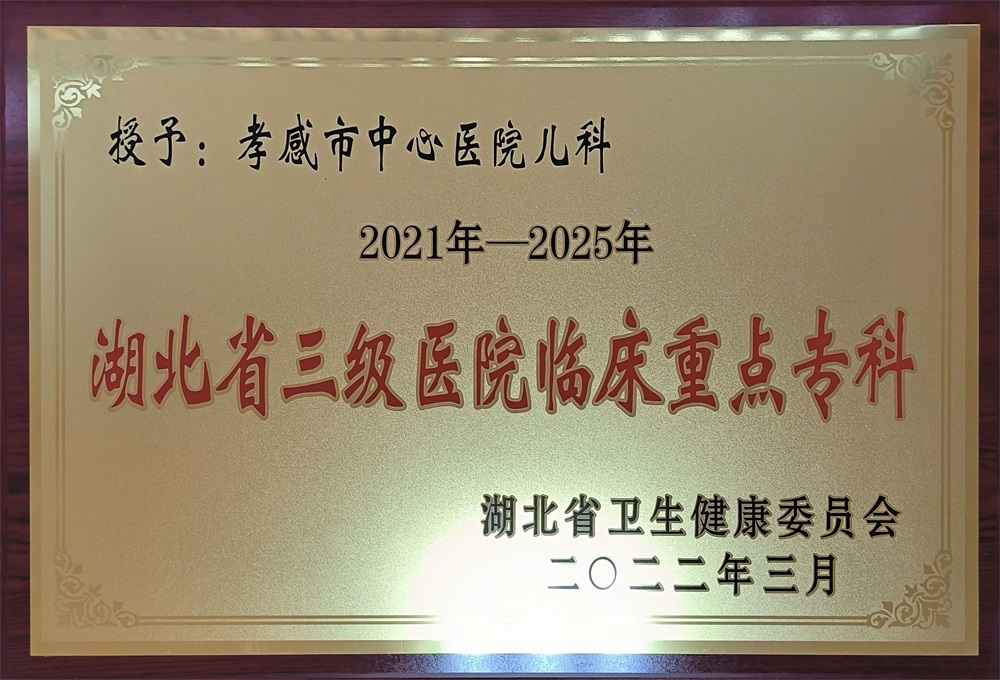 授予：孝感市中心医院儿科
2021年—2025年
湖北省三级医院临床重点专科
湖北省卫生健康委员会
二〇二二年三月